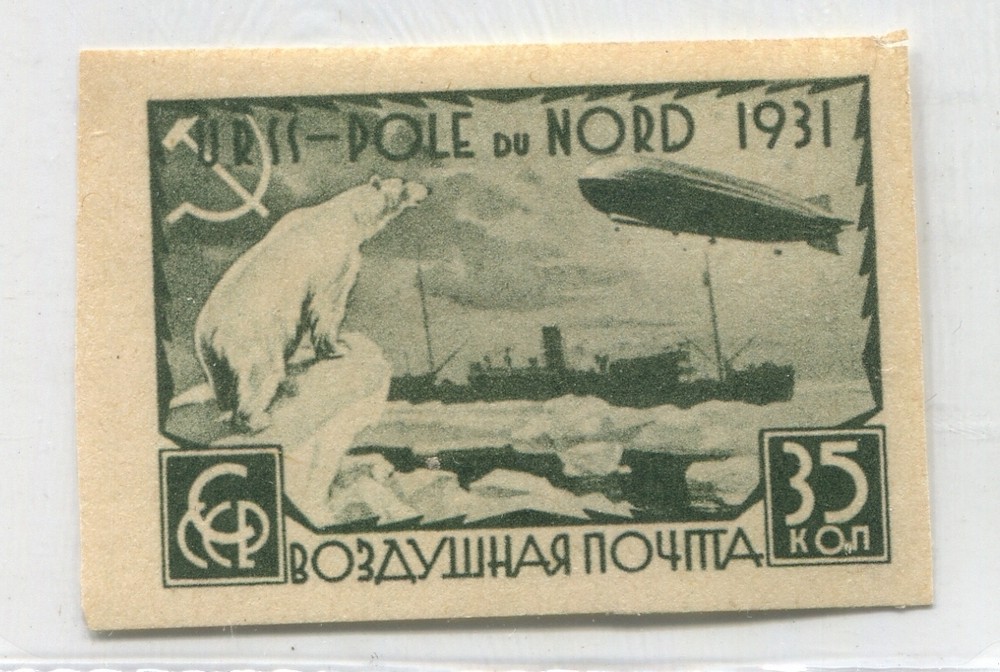 URSS–POLE DU NORD 1931
СССР
35
КОП
ВОЗДУШНАЯ ПОЧТА